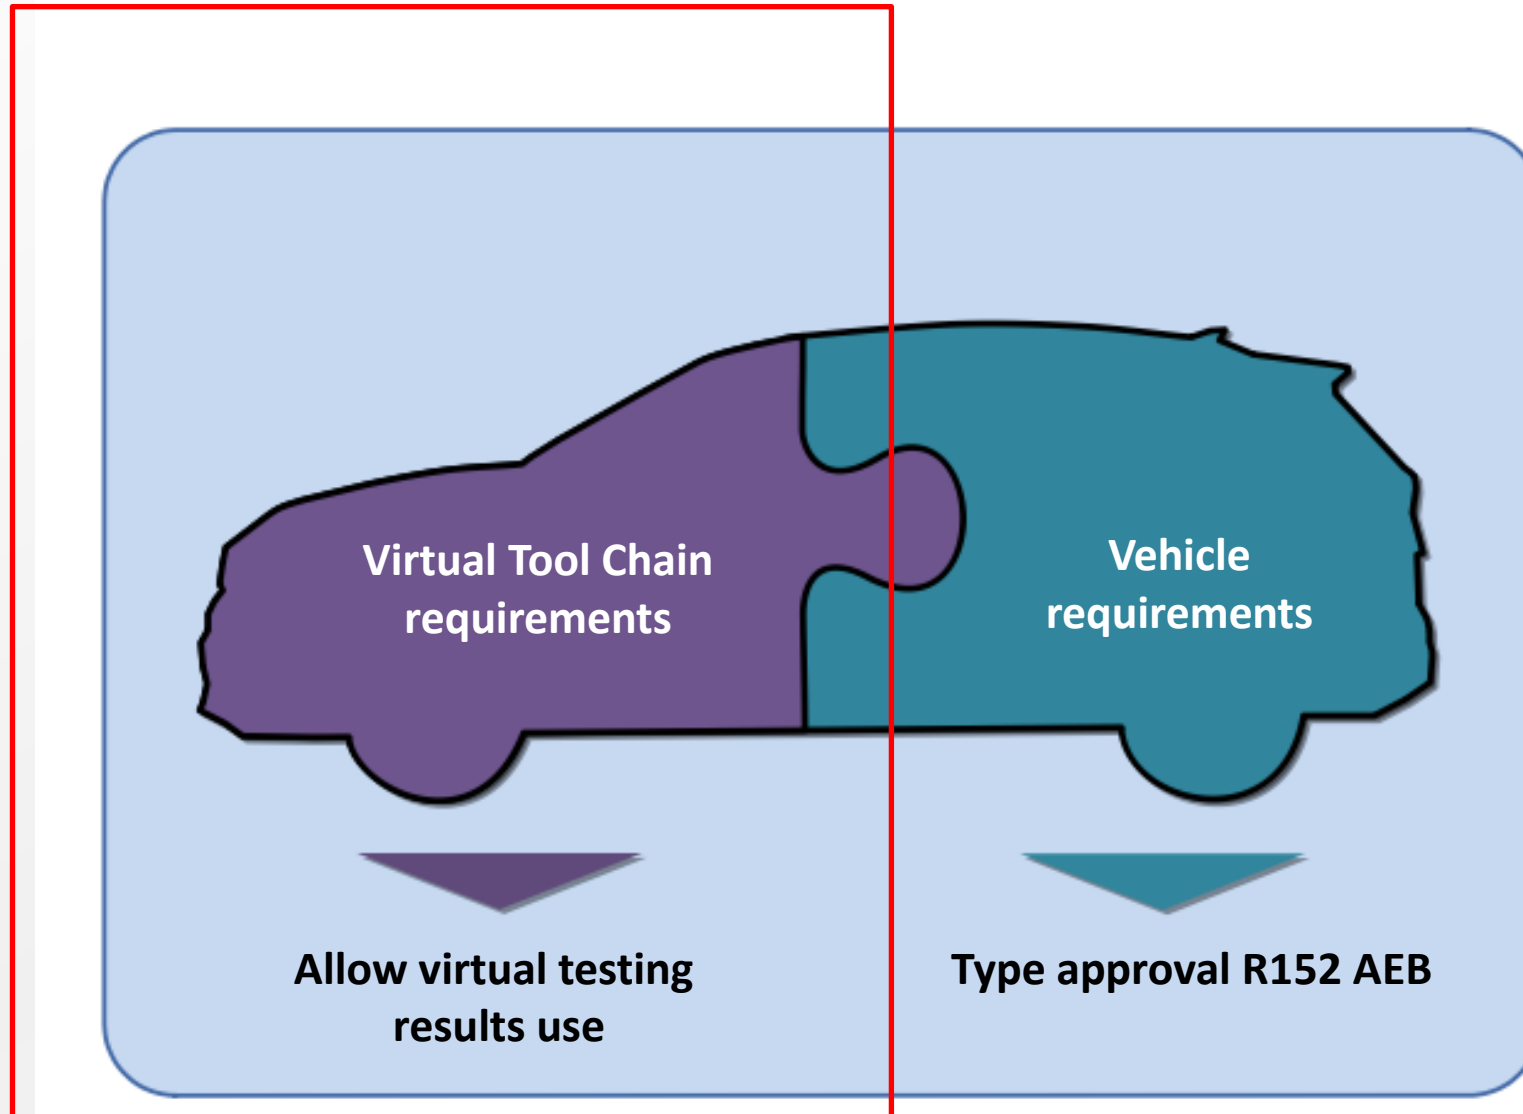 Virtual Tool Chain
requirements
Vehicle
requirements
Allow virtual testing
results use
Type approval R152 AEB